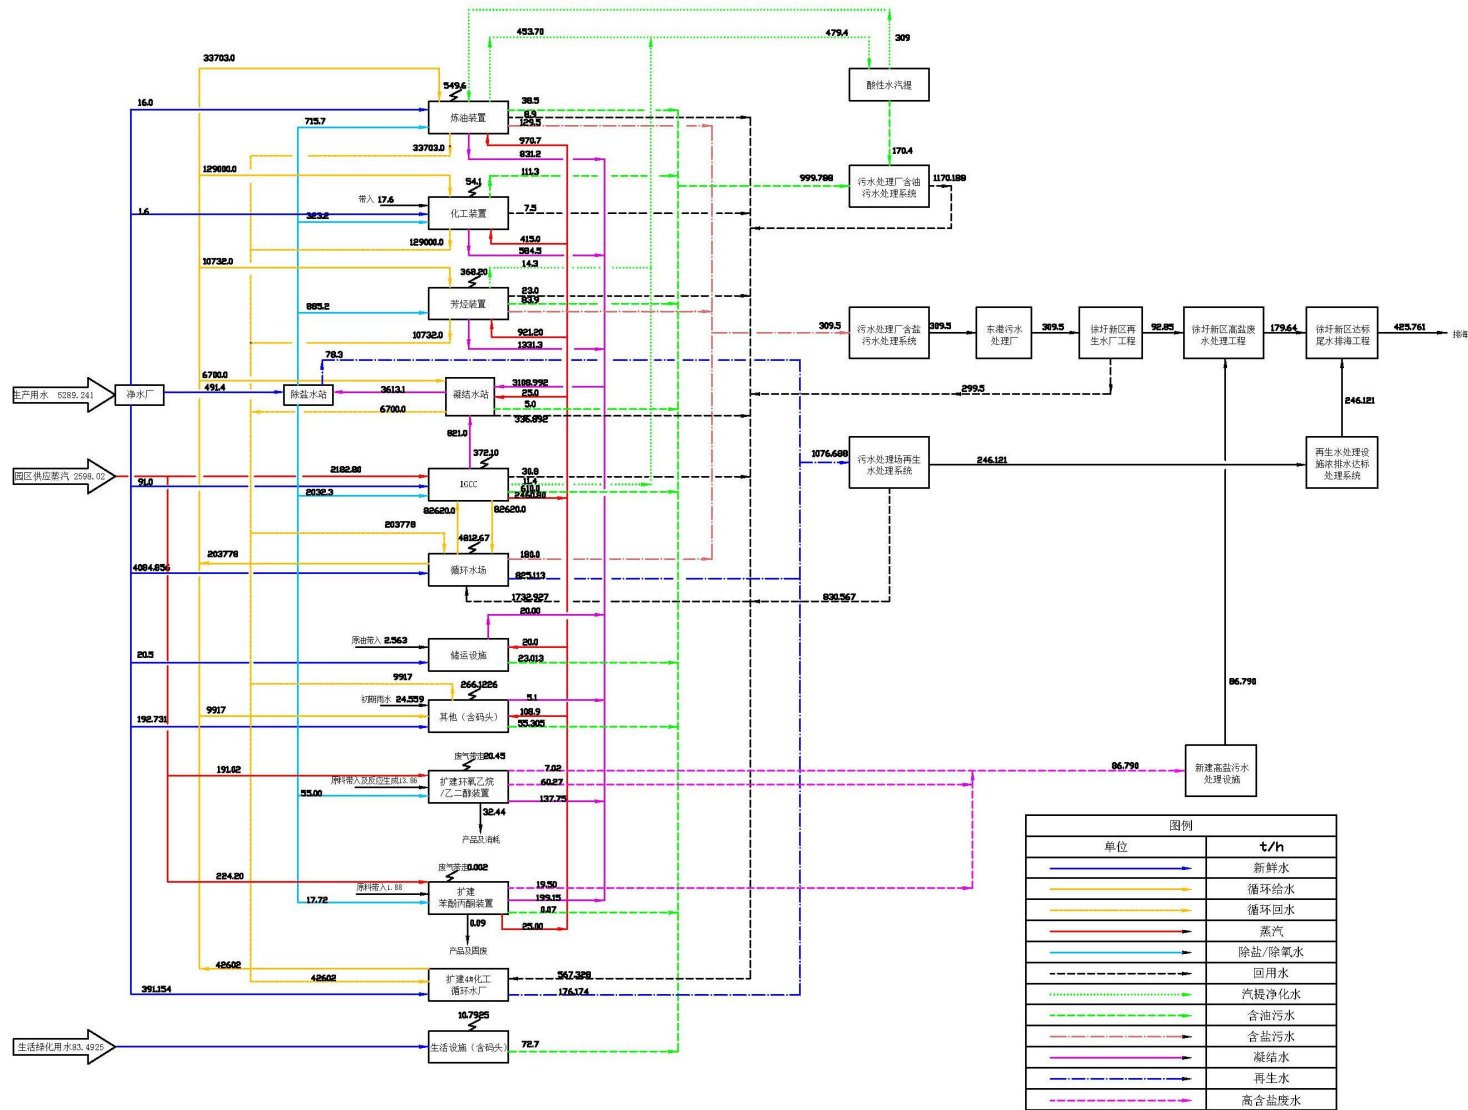 33703.0
453.70
479.4
309
16.0
549.6
38.5
8.9
129.5
炼油装置
715.7
33703.0
970.7
831.2
酸性水汽提
170.4
129000.0
54.1
111.3
带入 17.6
化工装置
7.5
1.6
323.2
129000.0
415.0
584.5
999.788
污水处理厂含油
污水处理系统
1170.188
10732.0
368.20
14.3
芳烃装置
23.0
83.9
885.2
10732.0
921.20
1331.3
309.5
污水处理厂含盐
污水处理系统
309.5
东港污水
处理厂
309.5
徐圩新区再
生水厂工程
92.85
徐圩新区高盐废
水处理工程
179.64
徐圩新区达标
尾水排海工程
425.761
排海
78.3
6700.0
生产用水 5289.241
净水厂
491.4
除盐水站
3613.1
凝结水站
3108.992
25.0
5.0
336.892
6700.0
299.5
246.121
821.0
372.10
园区供应蒸汽 2598.02
2182.80
IGCC
30.8
11.4
610.0
2460.80
91.0
2032.3
1076.688
污水处理场再生
水处理系统
246.121
再生水处理设
施浓排水达标
处理系统
82620.0
82620.0
203778
4812.67
203778
循环水场
180.0
825.113
4084.856
1732.927
830.567
20.00
原油带入 2.563
储运设施
20.0
23.013
20.5
9917
266.1226
初期雨水 24.559
其他（含码头）
5.1
108.9
55.305
9917
192.731
86.790
废气带走20.45
191.02
原料带入及反应生成13.86
扩建环氧乙烷
/乙二醇装置
7.02
60.27
137.75
55.00
32.44
产品及消耗
86.790
新建高盐污水
处理设施
废气带走0.002
224.20
原料带入1.88
扩建
苯酚丙酮装置
19.50
199.15
0.07
17.72
0.09
25.00
产品及固废
42602
42602
扩建4#化工
循环水厂
567.328
176.174
391.154
10.7925
生活绿化用水83.4925
生活设施（含码头）
72.7
图例
单位 t/h
新鲜水
循环给水
循环回水
蒸汽
除盐/除氧水
回用水
汽提净化水
含油污水
含盐污水
凝结水
再生水
高含盐废水